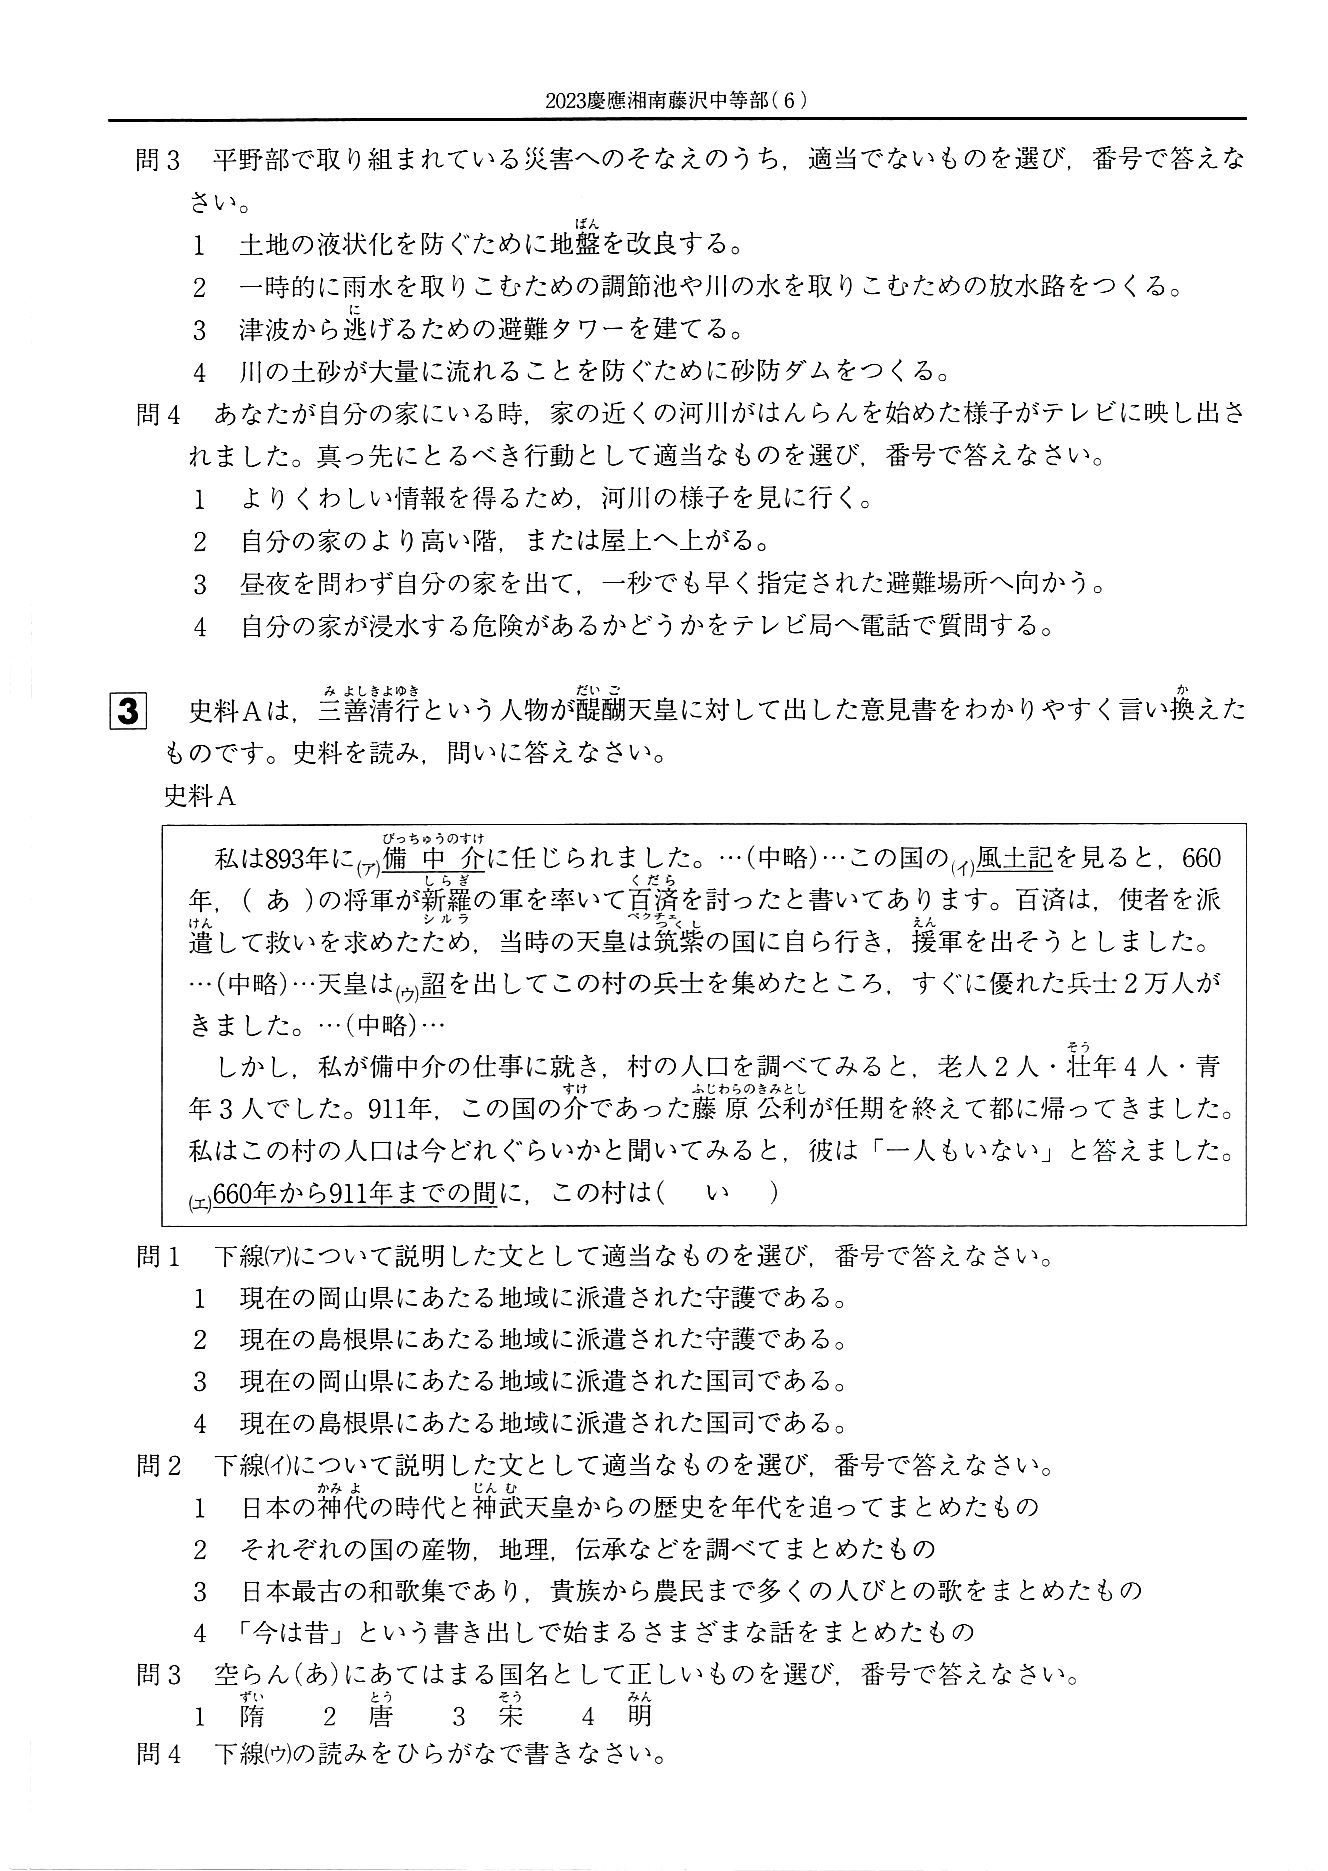 2023慶應湘南藤沢中等部(6)
問3 平野部で取り組まれている災害へのそなえのうち，適当でないものを選び，番号で答えな
さい。
1 土地の液状化を防ぐために地盤を改良する。
2 一時的に雨水を取りこむための調節池や川の水を取りこむための放水路をつくる。
3 津波から逃げるための避難タワーを建てる。
4 川の土砂が大量に流れることを防ぐために砂防ダムをつくる。
問4 あなたが自分の家にいる時，家の近くの河川がはんらんを始めた様子がテレビに映し出さ
れました。真っ先にとるべき行動として適当なものを選び，番号で答えなさい。
1 よりくわしい情報を得るため，河川の様子を見に行く。
2 自分の家のより高い階，または屋上へ上がる。
3 昼夜を問わず自分の家を出て，一秒でも早く指定された避難場所へ向かう。
4 自分の家が浸水する危険があるかどうかをテレビ局へ電話で質問する。
3 史料Aは，三善清行という人物が醍醐天皇に対して出した意見書をわかりやすく言い換えた
ものです。史料を読み，問いに答えなさい。
史料A
私は893年に(ア)備中介に任じられました。…(中略)…この国の(イ)風土記を見ると，660
年，( あ )の将軍が新羅の軍を率いて百済を討ったと書いてあります。百済は，使者を派
遣して救いを求めたため，当時の天皇は筑紫の国に自ら行き，援軍を出そうとしました。
…(中略)…天皇は(ウ)詔を出してこの村の兵士を集めたところ，すぐに優れた兵士2万人が
きました。…(中略)…
しかし，私が備中介の仕事に就き，村の人口を調べてみると，老人2人・壮年4人・青
年3人でした。911年，この国の介であった藤原公利が任期を終えて都に帰ってきました。
私はこの村の人口は今どれぐらいかと聞いてみると，彼は「一人もいない」と答えました。
(エ)660年から911年までの間に，この村は( い )
問1 下線(ア)について説明した文として適当なものを選び，番号で答えなさい。
1 現在の岡山県にあたる地域に派遣された守護である。
2 現在の島根県にあたる地域に派遣された守護である。
3 現在の岡山県にあたる地域に派遣された国司である。
4 現在の島根県にあたる地域に派遣された国司である。
問2 下線(イ)について説明した文として適当なものを選び，番号で答えなさい。
1 日本の神代の時代と神武天皇からの歴史を年代を追ってまとめたもの
2 それぞれの国の産物，地理，伝承などを調べてまとめたもの
3 日本最古の和歌集であり，貴族から農民まで多くの人びとの歌をまとめたもの
4 「今は昔」という書き出しで始まるさまざまな話をまとめたもの
問3 空らん(あ)にあてはまる国名として正しいものを選び，番号で答えなさい。
1 隋 2 唐 3 宋 4 明
問4 下線(ウ)の読みをひらがなで書きなさい。